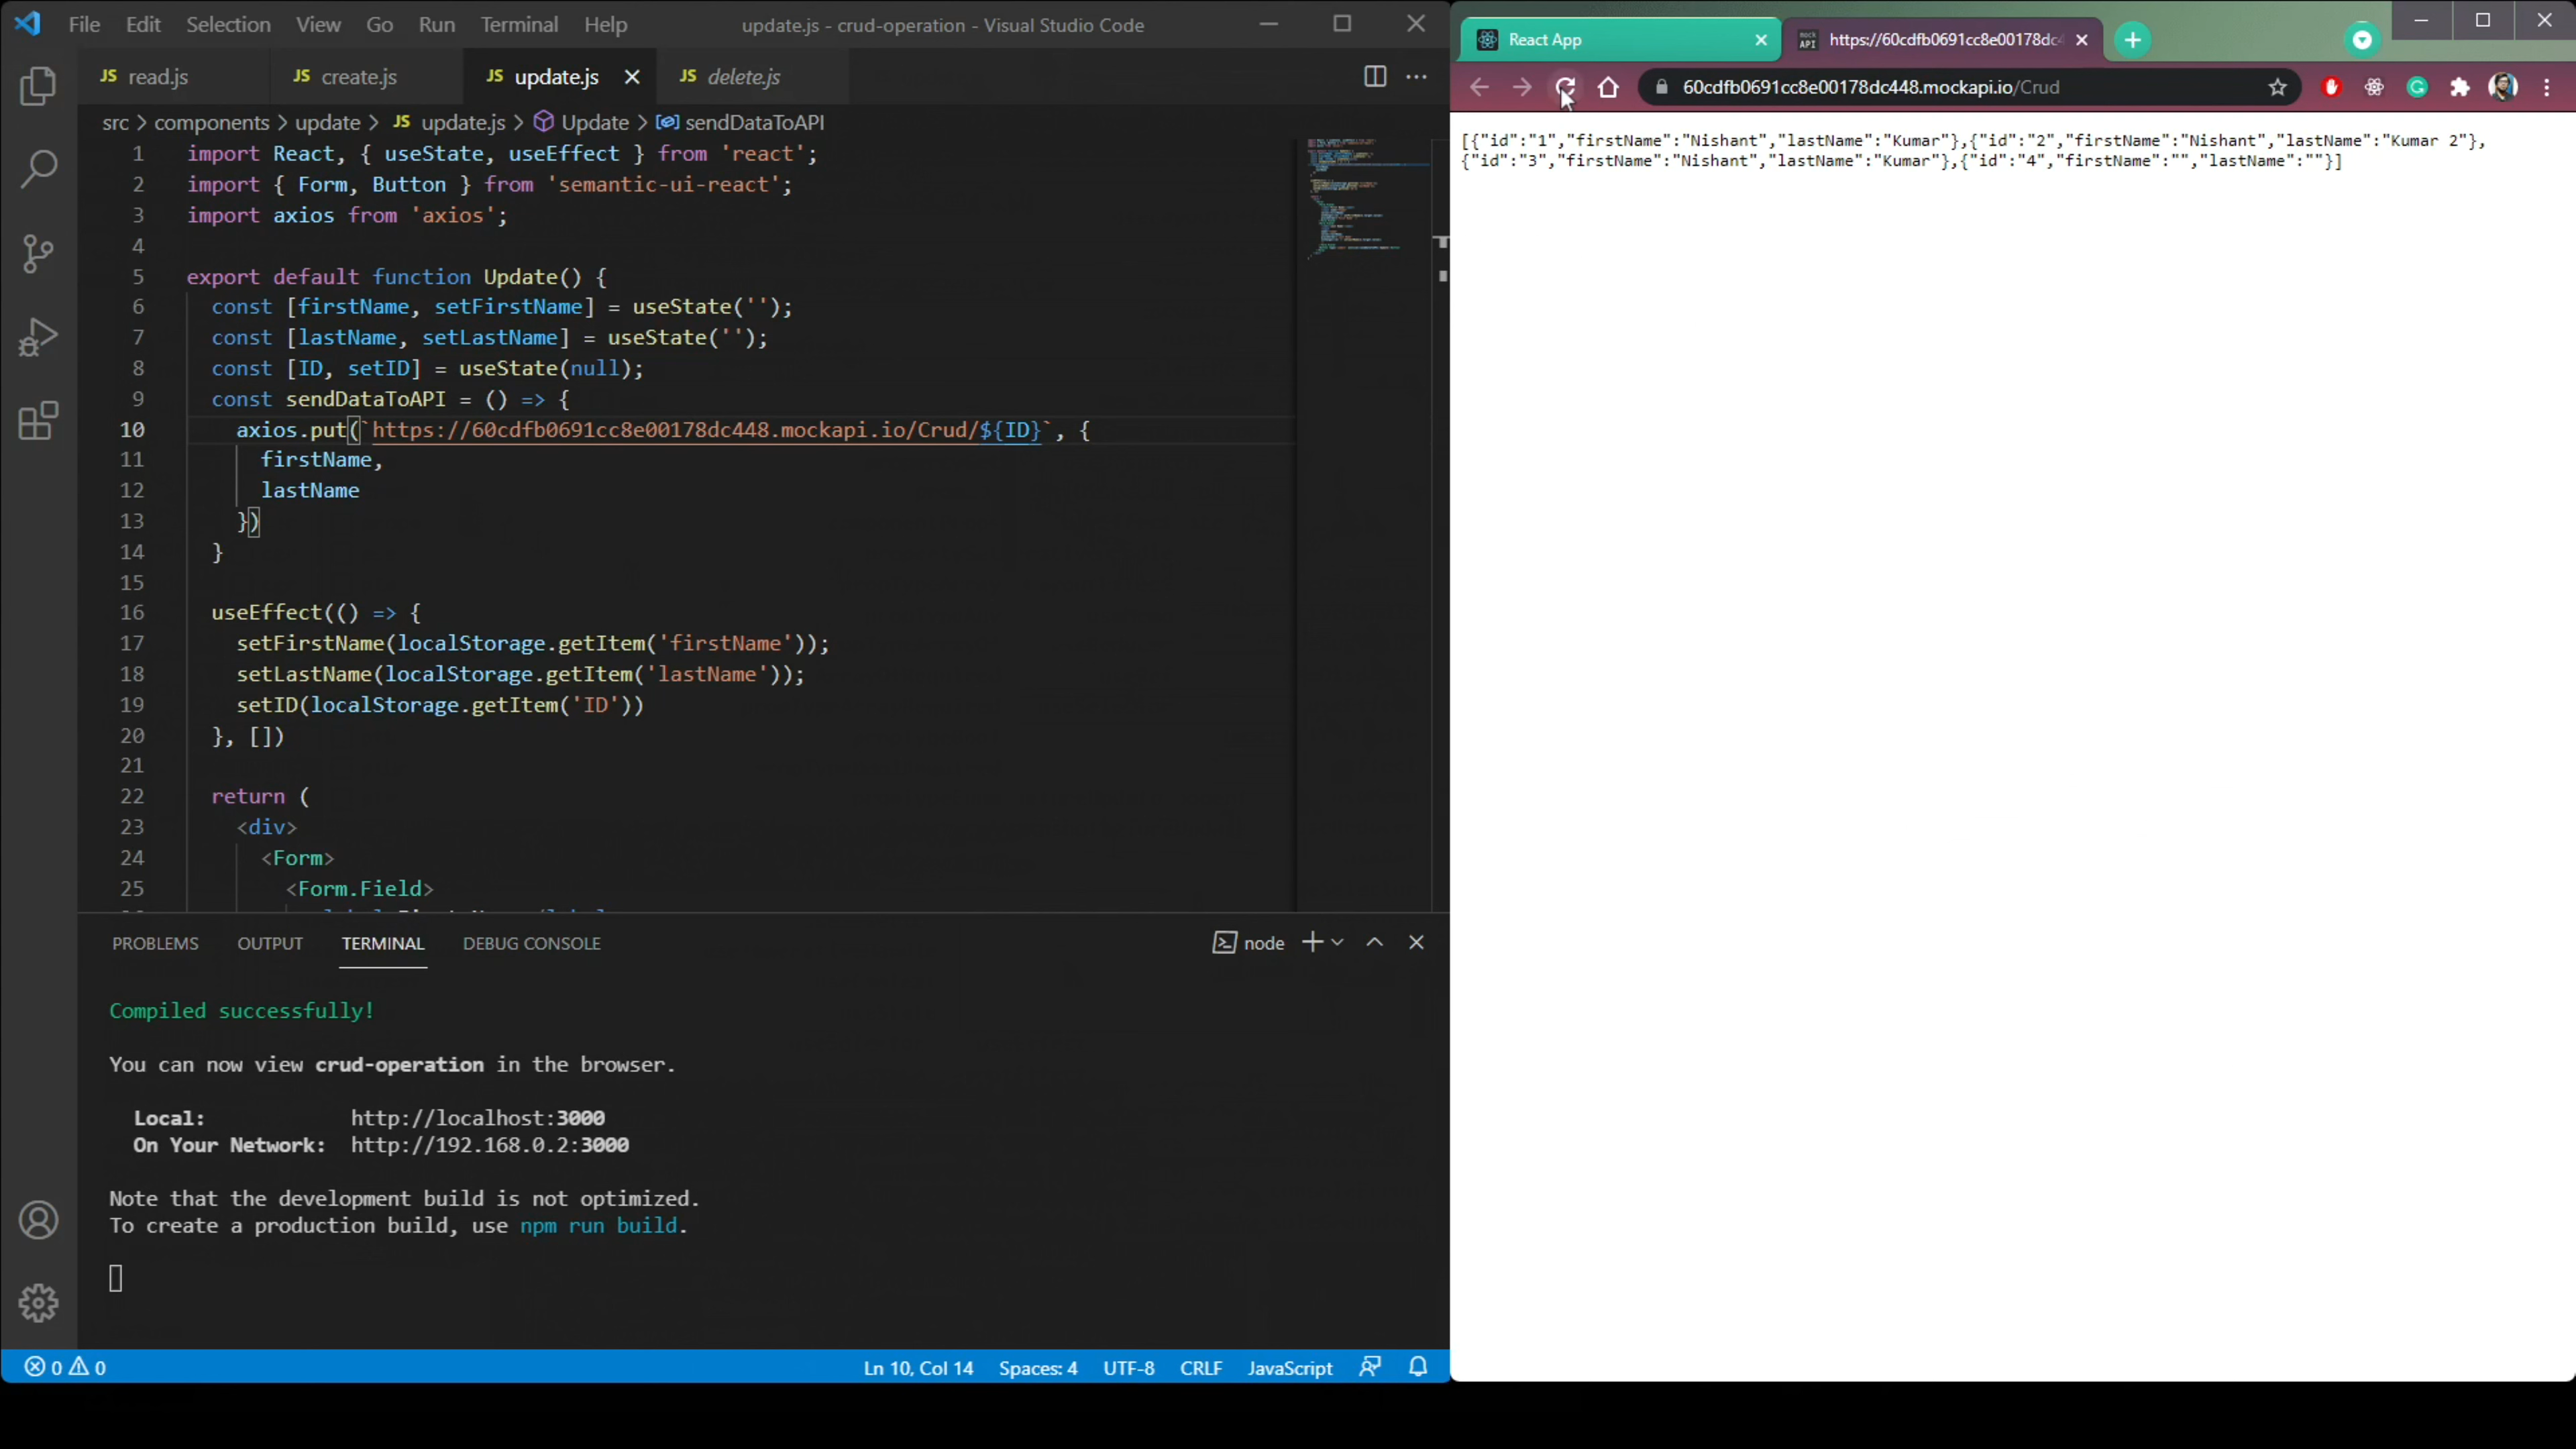 File Edit Selection View Go Run Terminal Help update.js - crud-operation - Visual Studio Code
JS read.js JS create.js JS update.js JS delete.js
src > components > update > JS update.js > Update > sendDataToAPI
1 import React, { useState, useEffect } from 'react';
2 import { Form, Button } from 'semantic-ui-react';
3 import axios from 'axios';
4
5 export default function Update() {
6 const [firstName, setFirstName] = useState('');
7 const [lastName, setLastName] = useState('');
8 const [ID, setID] = useState(null);
9 const sendDataToAPI = () => {
10 axios.put(`https://60cdfb0691cc8e00178dc448.mockapi.io/Crud/${ID}`, {
11 firstName,
12 lastName
13 })
14 }
15
16 useEffect(() => {
17 setFirstName(localStorage.getItem('firstName'));
18 setLastName(localStorage.getItem('lastName'));
19 setID(localStorage.getItem('ID'))
20 }, [])
21
22 return (
23 <div>
24 <Form>
25 <Form.Field>
PROBLEMS OUTPUT TERMINAL DEBUG CONSOLE node
Compiled successfully!
You can now view crud-operation in the browser.
Local: http://localhost:3000
On Your Network: http://192.168.0.2:3000
Note that the development build is not optimized.
To create a production build, use npm run build.
0 0 Ln 10, Col 14 Spaces: 4 UTF-8 CRLF JavaScript
React App mock API https://60cdfb0691cc8e00178dc4
60cdfb0691cc8e00178dc448.mockapi.io/Crud
[{"id":"1","firstName":"Nishant","lastName":"Kumar"},{"id":"2","firstName":"Nishant","lastName":"Kumar 2"},
{"id":"3","firstName":"Nishant","lastName":"Kumar"},{"id":"4","firstName":"","lastName":""}]